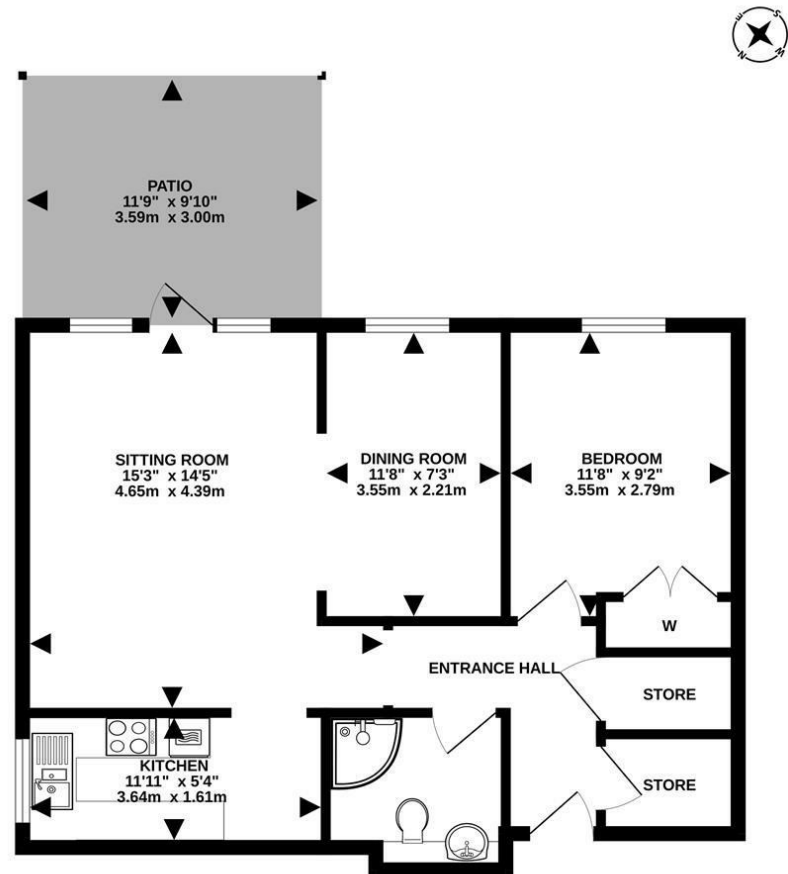 E
S
N
W
PATIO
11'9" x 9'10"
3.59m x 3.00m
SITTING ROOM
15'3" x 14'5"
4.65m x 4.39m
DINING ROOM
11'8" x 7'3"
3.55m x 2.21m
BEDROOM
11'8" x 9'2"
3.55m x 2.79m
W
ENTRANCE HALL
STORE
KITCHEN
11'11" x 5'4"
3.64m x 1.61m
STORE